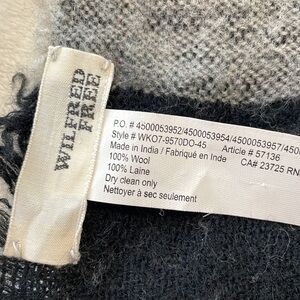 WILFRED
FREE
P.O. # 4500053952/4500053954/4500053957/450
Style # WKO7-9570DO-45 Article # 57136
Made in India / Fabriqué en Inde CA# 23725 RN
100% Wool
100% Laine
Dry clean only
Nettoyer à sec seulement